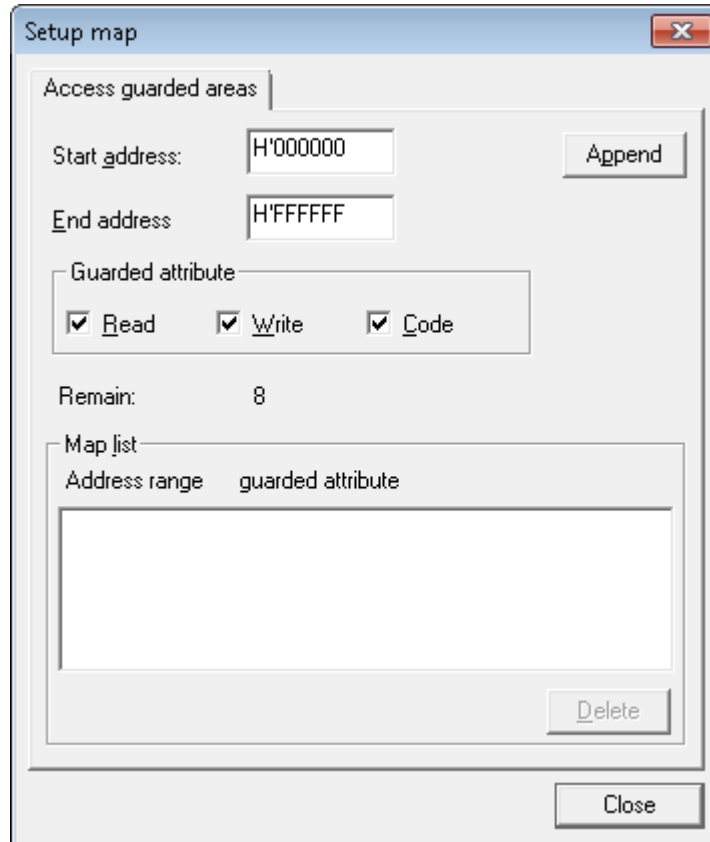 Setup map
Access guarded areas
Start address: H'000000 Append
End address H'FFFFFF
Guarded attribute
Read Write Code
Remain: 8
Map list
Address range guarded attribute
Delete
Close